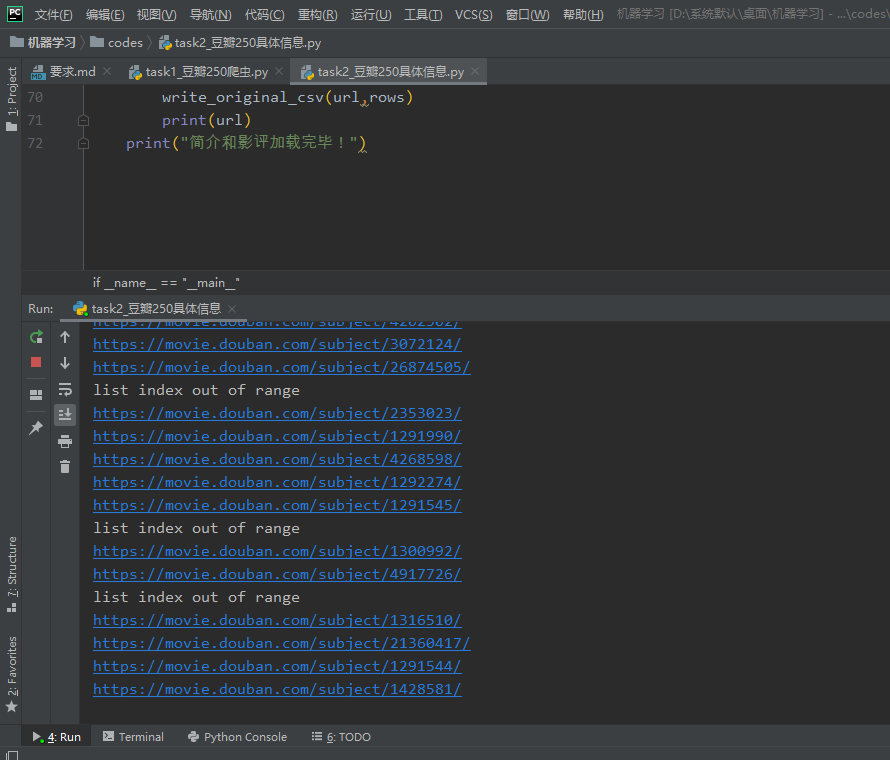 PC 文件(F) 编辑(E) 视图(V) 导航(N) 代码(C) 重构(R) 运行(U) 工具(T) VCS(S) 窗口(W) 帮助(H) 机器学习 [D:\系统默认\桌面\机器学习] - ...\codes\
机器学习 codes task2_豆瓣250具体信息.py
1: Project
要求.md task1_豆瓣250爬虫.py task2_豆瓣250具体信息.py
70 write_original_csv(url,rows)
71 print(url)
72 print("简介和影评加载完毕！")
if __name__ == "__main__"
Run: task2_豆瓣250具体信息
https://movie.douban.com/subject/4202982/
https://movie.douban.com/subject/3072124/
https://movie.douban.com/subject/26874505/
list index out of range
https://movie.douban.com/subject/2353023/
https://movie.douban.com/subject/1291990/
https://movie.douban.com/subject/4268598/
https://movie.douban.com/subject/1292274/
https://movie.douban.com/subject/1291545/
list index out of range
https://movie.douban.com/subject/1300992/
https://movie.douban.com/subject/4917726/
list index out of range
https://movie.douban.com/subject/1316510/
https://movie.douban.com/subject/21360417/
https://movie.douban.com/subject/1291544/
https://movie.douban.com/subject/1428581/
7: Structure
2: Favorites
4: Run Terminal Python Console 6: TODO